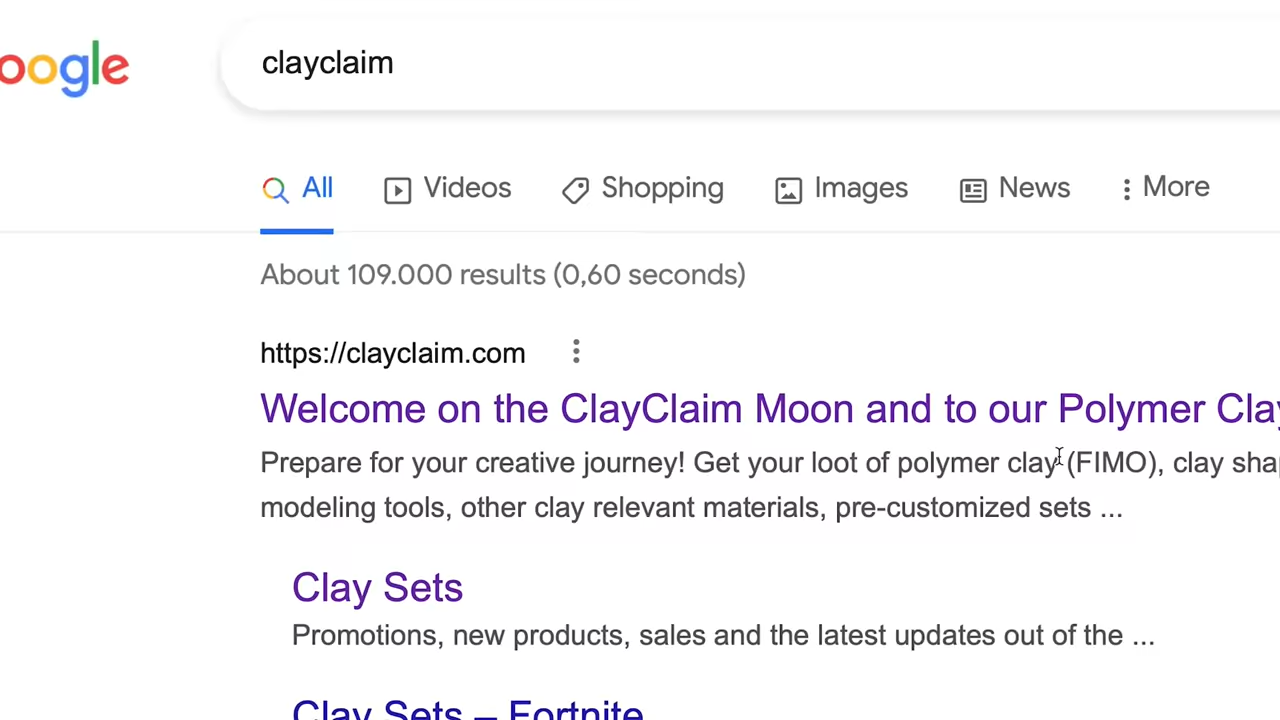 oogle
clayclaim
All Videos Shopping Images News More
About 109.000 results (0,60 seconds)
https://clayclaim.com
Welcome on the ClayClaim Moon and to our Polymer Clay
Prepare for your creative journey! Get your loot of polymer clay (FIMO), clay sha
modeling tools, other clay relevant materials, pre-customized sets ...
Clay Sets
Promotions, new products, sales and the latest updates out of the ...
Clay Sets – Fortnite